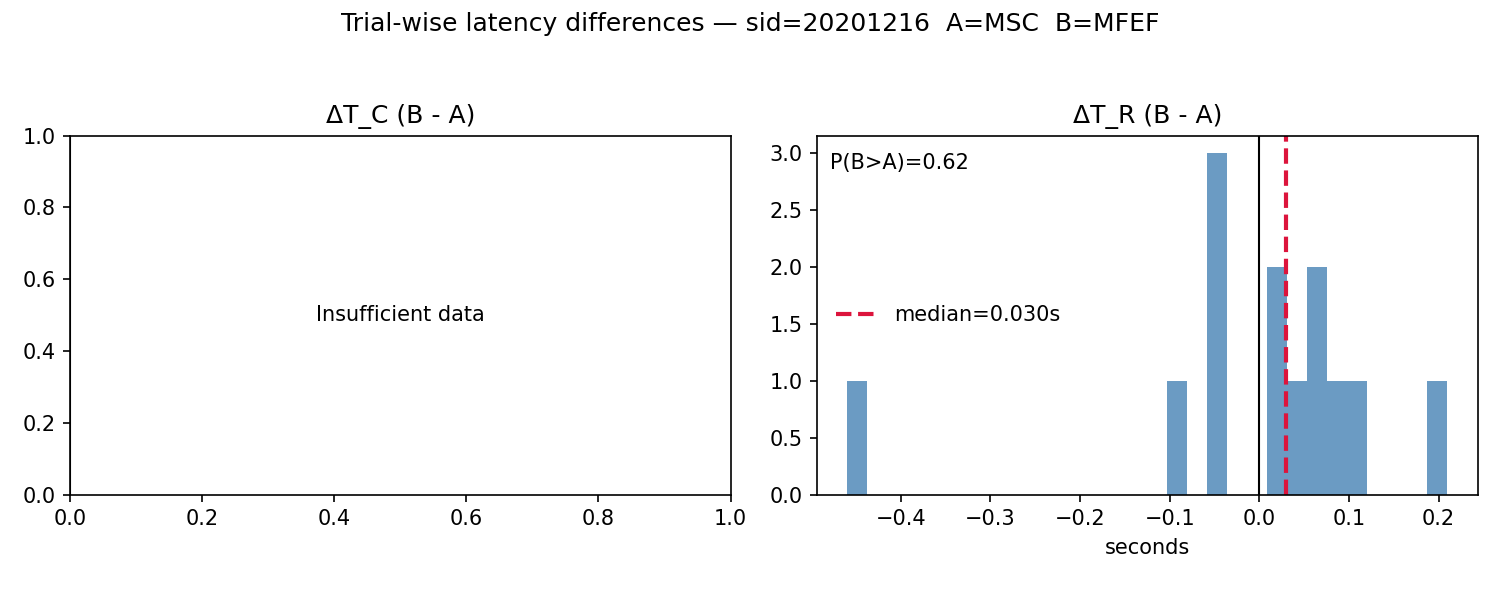 Trial-wise latency differences — sid=20201216  A=MSC  B=MFEF
ΔT_C (B - A)
1.0
0.8
0.6
0.4
0.2
0.0
Insufficient data
0.0 0.2 0.4 0.6 0.8 1.0
ΔT_R (B - A)
3.0
2.5
2.0
1.5
1.0
0.5
0.0
P(B>A)=0.62
median=0.030s
−0.4 −0.3 −0.2 −0.1 0.0 0.1 0.2
seconds